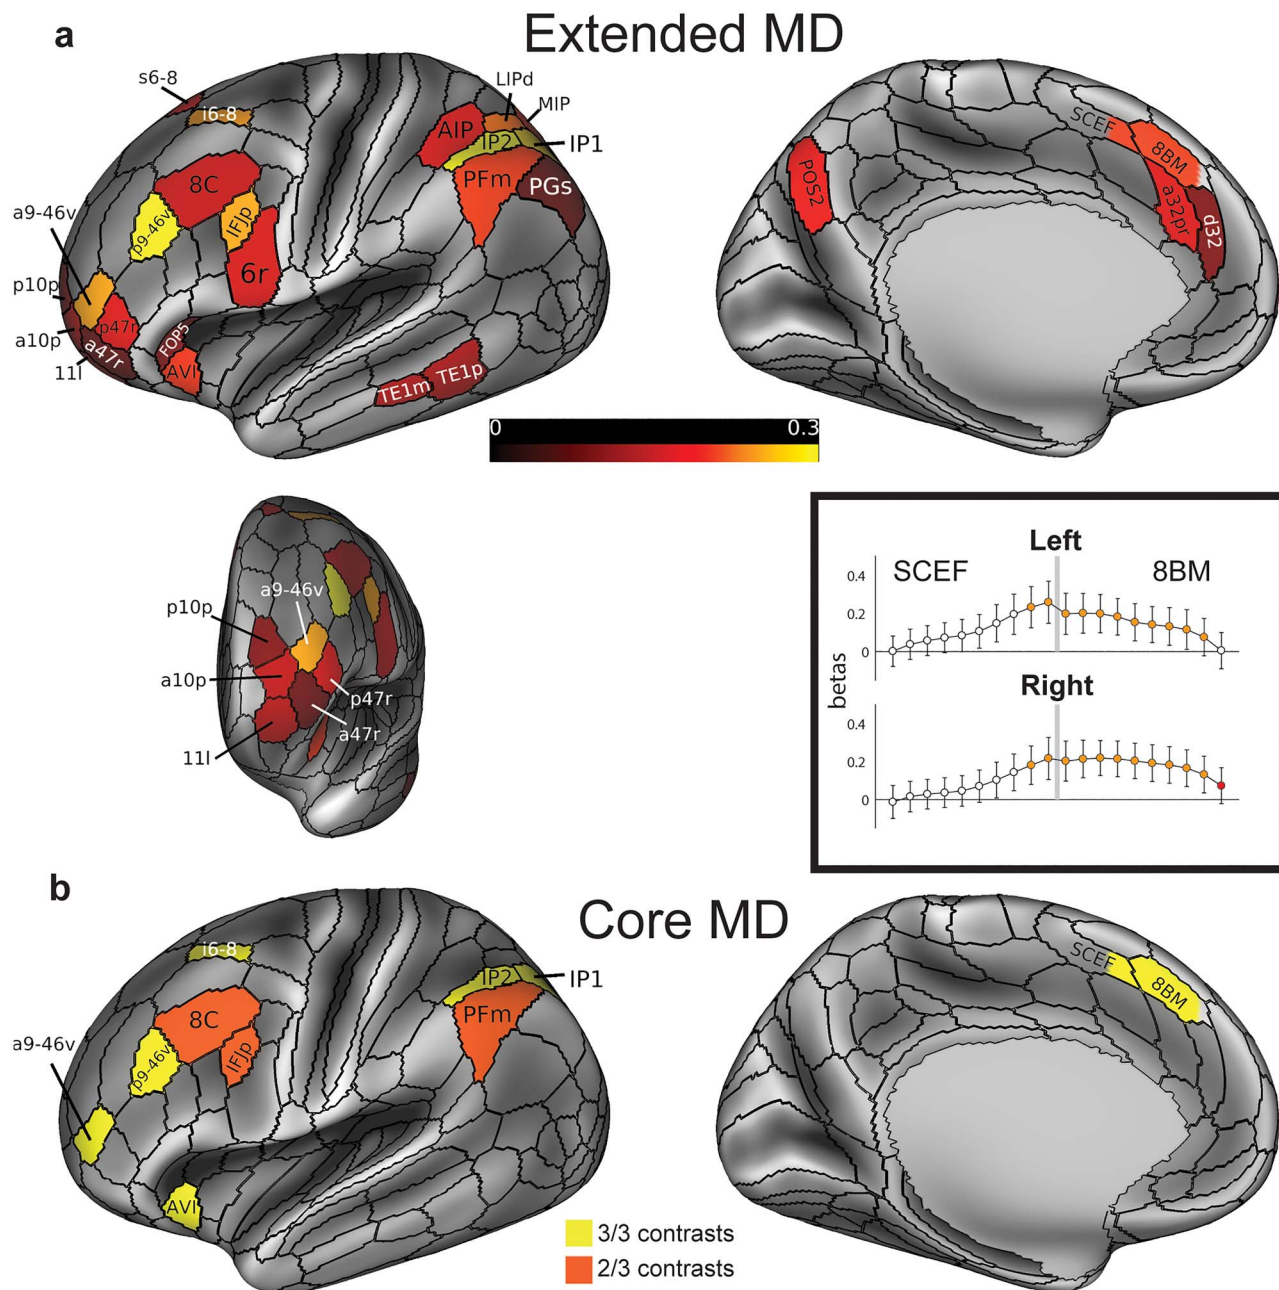 a
Extended MD
s6-8
i6-8
LIPd
MIP
AIP
IP2
IP1
8C
PFm
PGs
a9-46v
p9-46v
IFJp
6r
p10p
p47r
a10p
a47r
11l
FOP5
AVI
TE1m
TE1p
SCEF
8BM
POS2
a32pr
d32
0
0.3
a9-46v
p10p
a10p
p47r
a47r
11l
Left
SCEF
8BM
0.4
0.2
0
betas
Right
0.4
0.2
0
b
Core MD
i6-8
IP2
IP1
8C
PFm
a9-46v
p9-46v
IFJp
AVI
SCEF
8BM
3/3 contrasts
2/3 contrasts